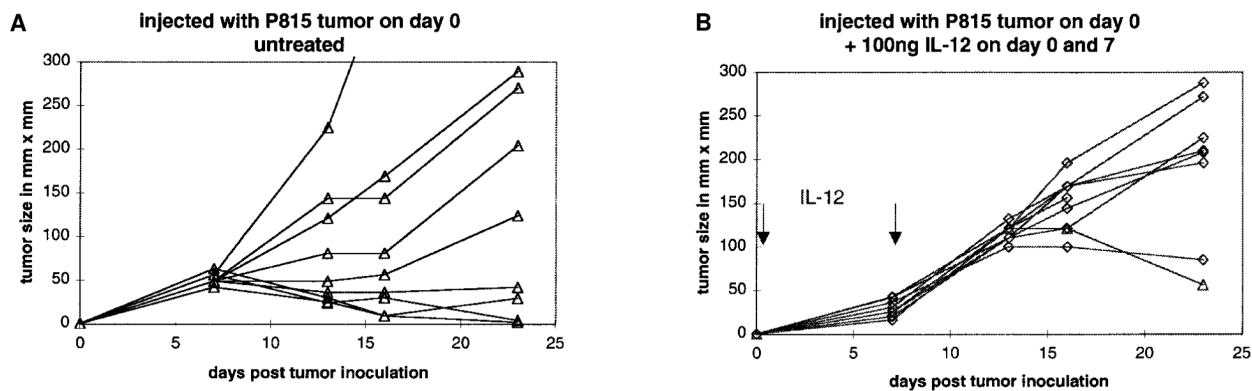 A
injected with P815 tumor on day 0
untreated
300
250
200
150
100
50
0
tumor size in mm x mm
0 5 10 15 20 25
days post tumor inoculation
B
injected with P815 tumor on day 0
+ 100ng IL-12 on day 0 and 7
300
250
200
150
100
50
0
tumor size in mm x mm
IL-12
0 5 10 15 20 25
days post tumor inoculation